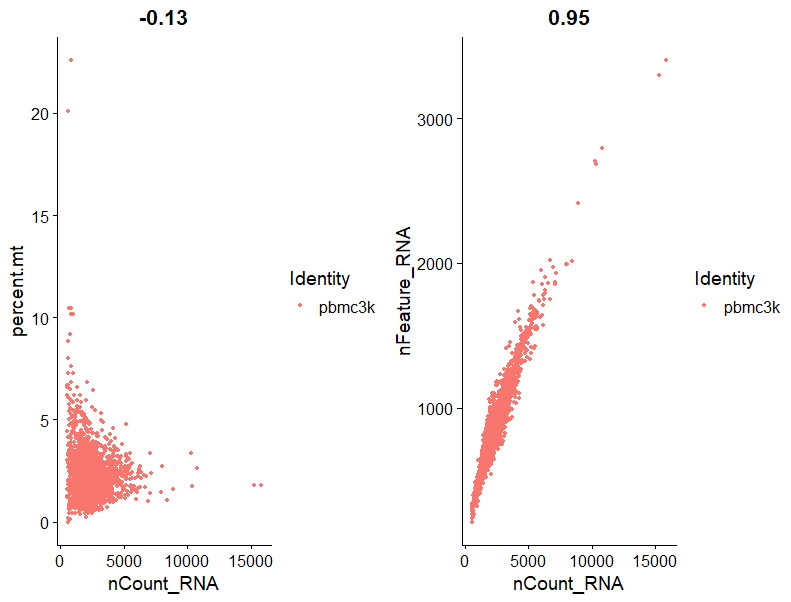 -0.13
percent.mt
20
15
10
5
0
0 5000 10000 15000
nCount_RNA
Identity
pbmc3k
0.95
nFeature_RNA
3000
2000
1000
0 5000 10000 15000
nCount_RNA
Identity
pbmc3k